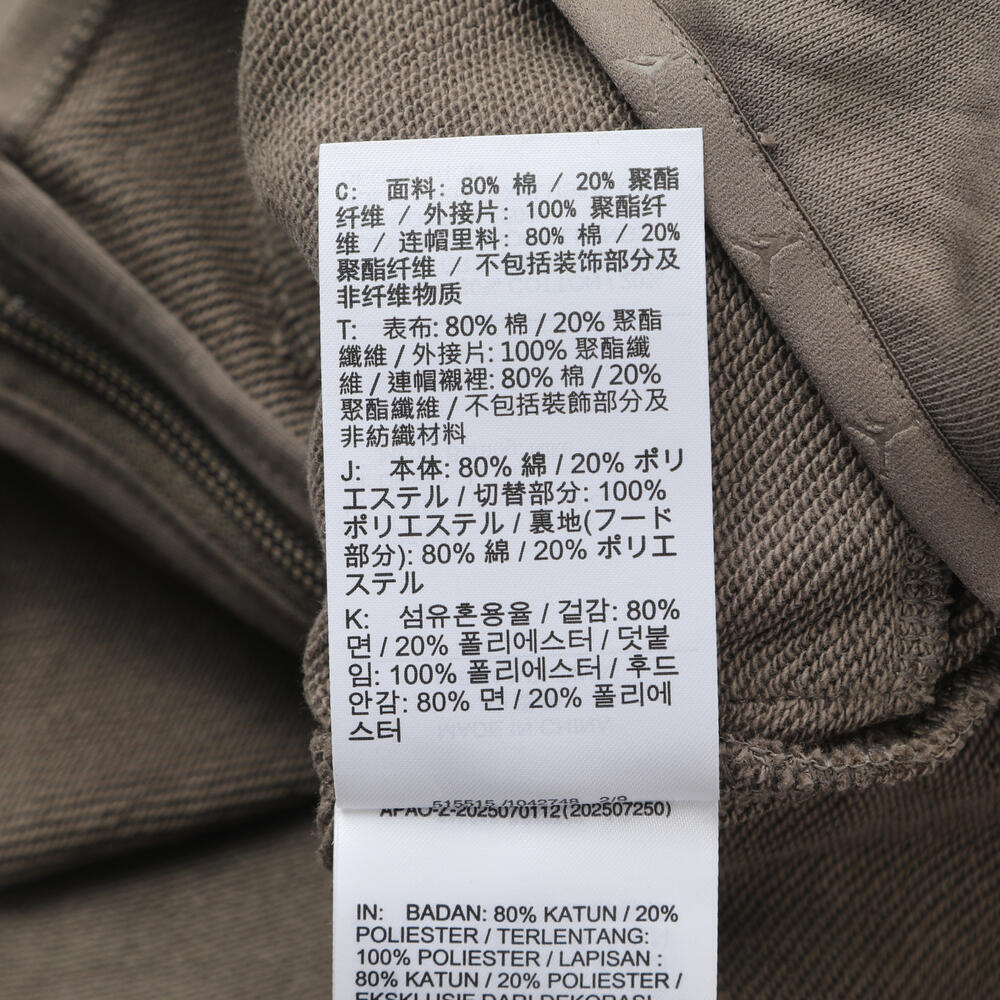 C: 面料: 80% 棉 / 20% 聚酯
纤维 / 外接片: 100% 聚酯纤
维 / 连帽里料: 80% 棉 / 20%
聚酯纤维 / 不包括装饰部分及
非纤维物质
T: 表布: 80% 棉 / 20% 聚酯
纖維 / 外接片: 100% 聚酯纖
維 / 連帽襯裡: 80% 棉 / 20%
聚酯纖維 / 不包括裝飾部分及
非紡織材料
J: 本体: 80% 綿 / 20% ポリ
エステル / 切替部分: 100%
ポリエステル / 裏地(フード
部分): 80% 綿 / 20% ポリエ
ステル
K: 섬유혼용율 / 겉감: 80%
면 / 20% 폴리에스터 / 덧붙
임: 100% 폴리에스터 / 후드
안감: 80% 면 / 20% 폴리에
스터
515515 /1042748 2/9
APAO-Z-2025070112(202507250)
IN: BADAN: 80% KATUN / 20%
POLIESTER / TERLENTANG:
100% POLIESTER / LAPISAN :
80% KATUN / 20% POLIESTER /
EKSKLUSIF DARI DEKORASI